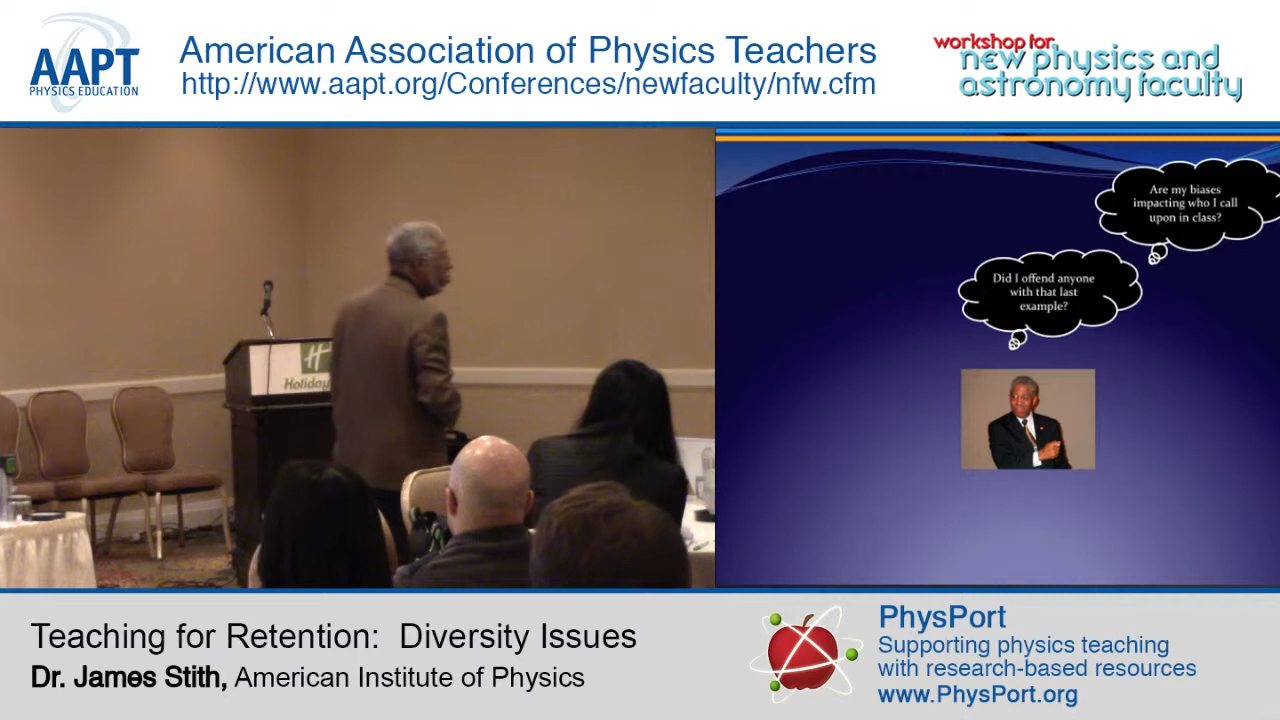 AAPT
PHYSICS EDUCATION
American Association of Physics Teachers
http://www.aapt.org/Conferences/newfaculty/nfw.cfm
workshop for
new physics and
astronomy faculty
Are my biases
impacting who I call
upon in class?
Did I offend anyone
with that last
example?
H
Holiday
Teaching for Retention: Diversity Issues
Dr. James Stith, American Institute of Physics
PhysPort
Supporting physics teaching
with research-based resources
www.PhysPort.org